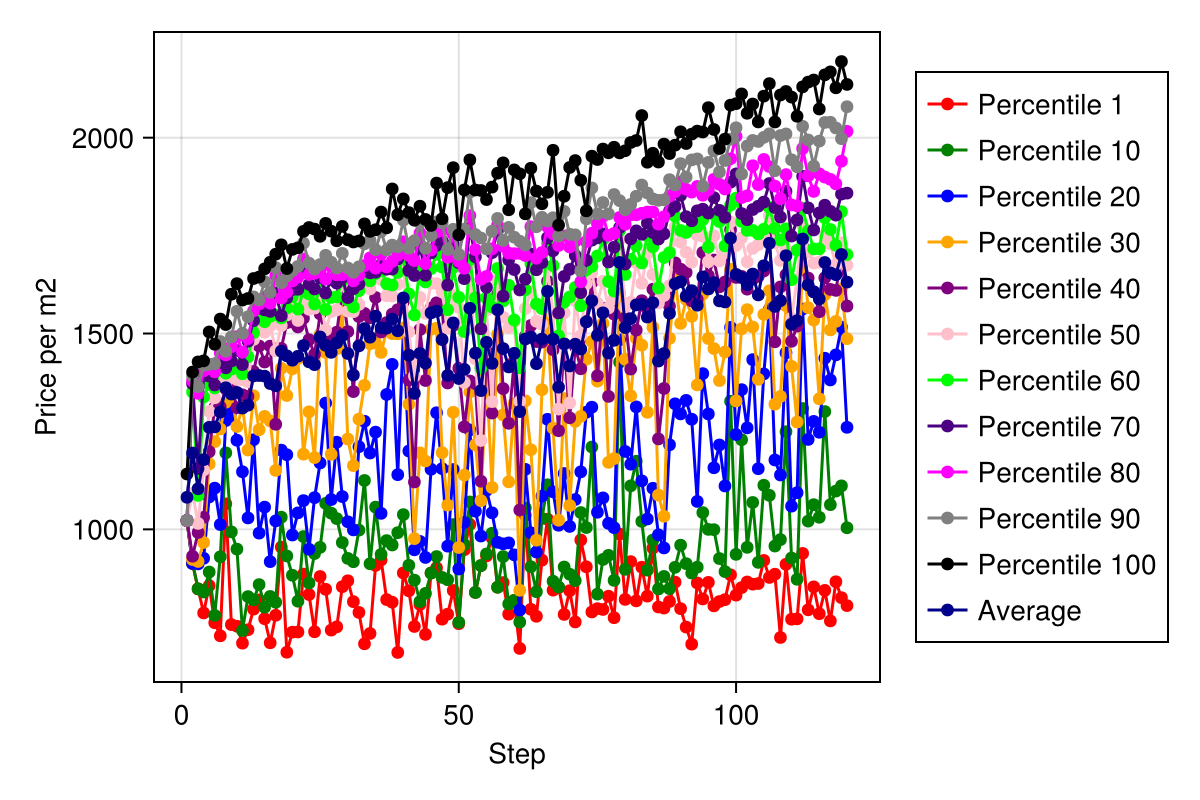 2000
1500
1000
Price per m2
0
50
100
Step
Percentile 1
Percentile 10
Percentile 20
Percentile 30
Percentile 40
Percentile 50
Percentile 60
Percentile 70
Percentile 80
Percentile 90
Percentile 100
Average